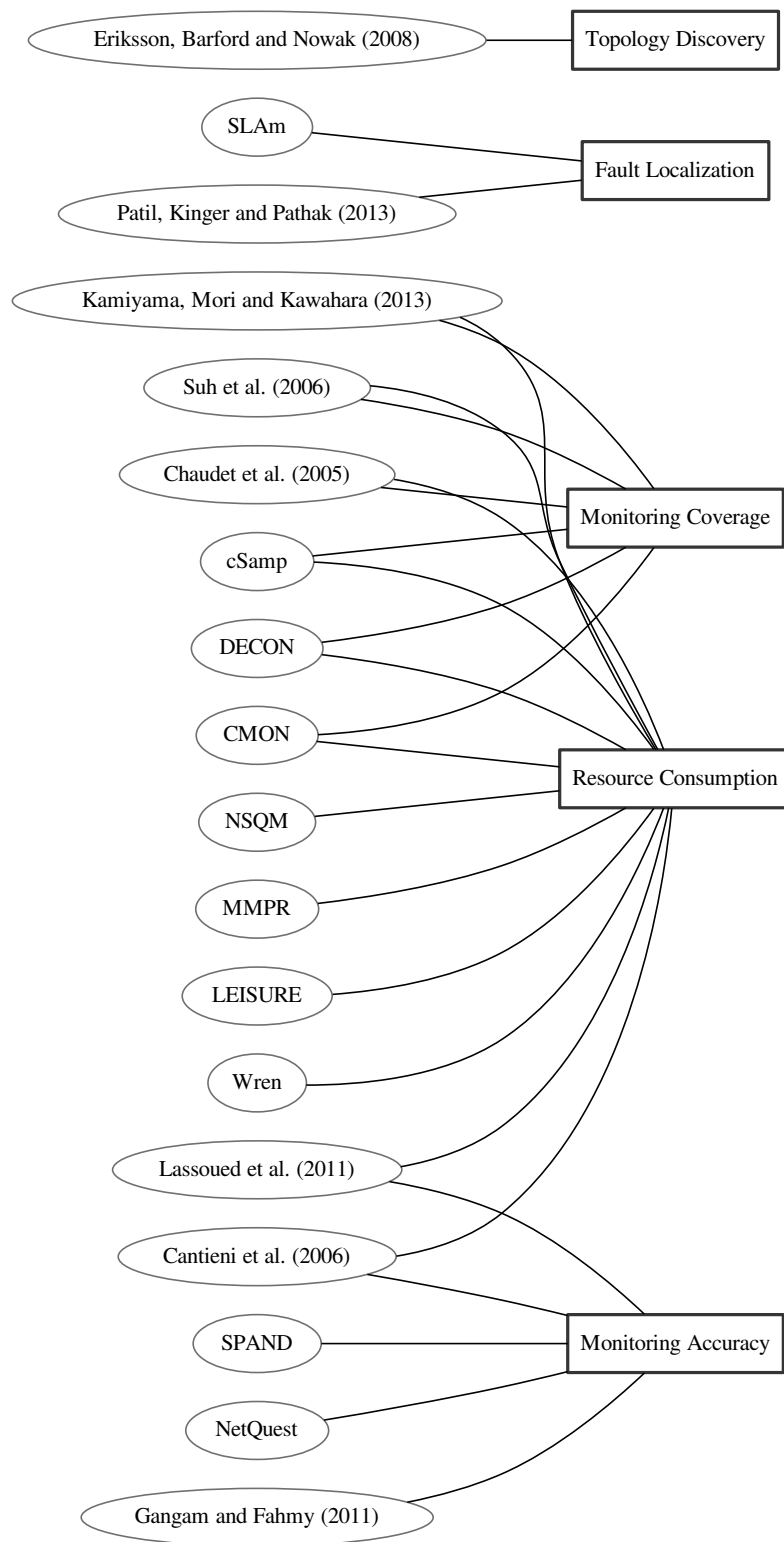 Eriksson, Barford and Nowak (2008)
Topology Discovery
SLAm
Fault Localization
Patil, Kinger and Pathak (2013)
Kamiyama, Mori and Kawahara (2013)
Suh et al. (2006)
Chaudet et al. (2005)
Monitoring Coverage
cSamp
DECON
CMON
Resource Consumption
NSQM
MMPR
LEISURE
Wren
Lassoued et al. (2011)
Cantieni et al. (2006)
SPAND
Monitoring Accuracy
NetQuest
Gangam and Fahmy (2011)